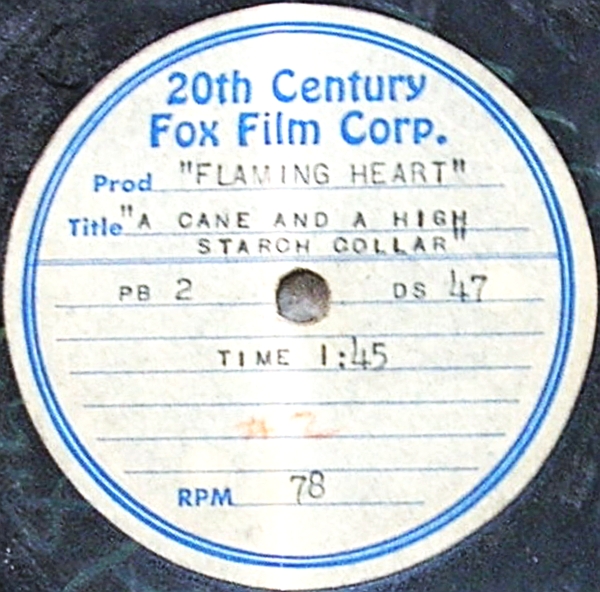 20th Century
Fox Film Corp.
Prod "FLAMING HEART"
Title "A CANE AND A HIGH
STARCH COLLAR"
PB 2 DS 47
TIME 1:45
# 2
RPM 78